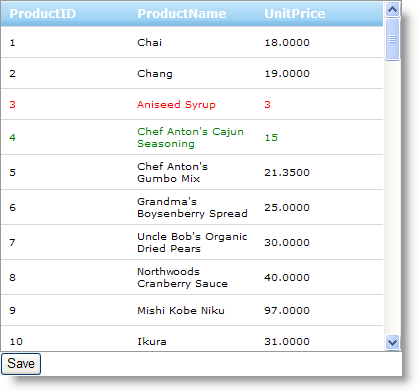 ProductID ProductName UnitPrice
1 Chai 18.0000
2 Chang 19.0000
3 Aniseed Syrup 3
4 Chef Anton's Cajun Seasoning 15
5 Chef Anton's Gumbo Mix 21.3500
6 Grandma's Boysenberry Spread 25.0000
7 Uncle Bob's Organic Dried Pears 30.0000
8 Northwoods Cranberry Sauce 40.0000
9 Mishi Kobe Niku 97.0000
10 Ikura 31.0000
Save